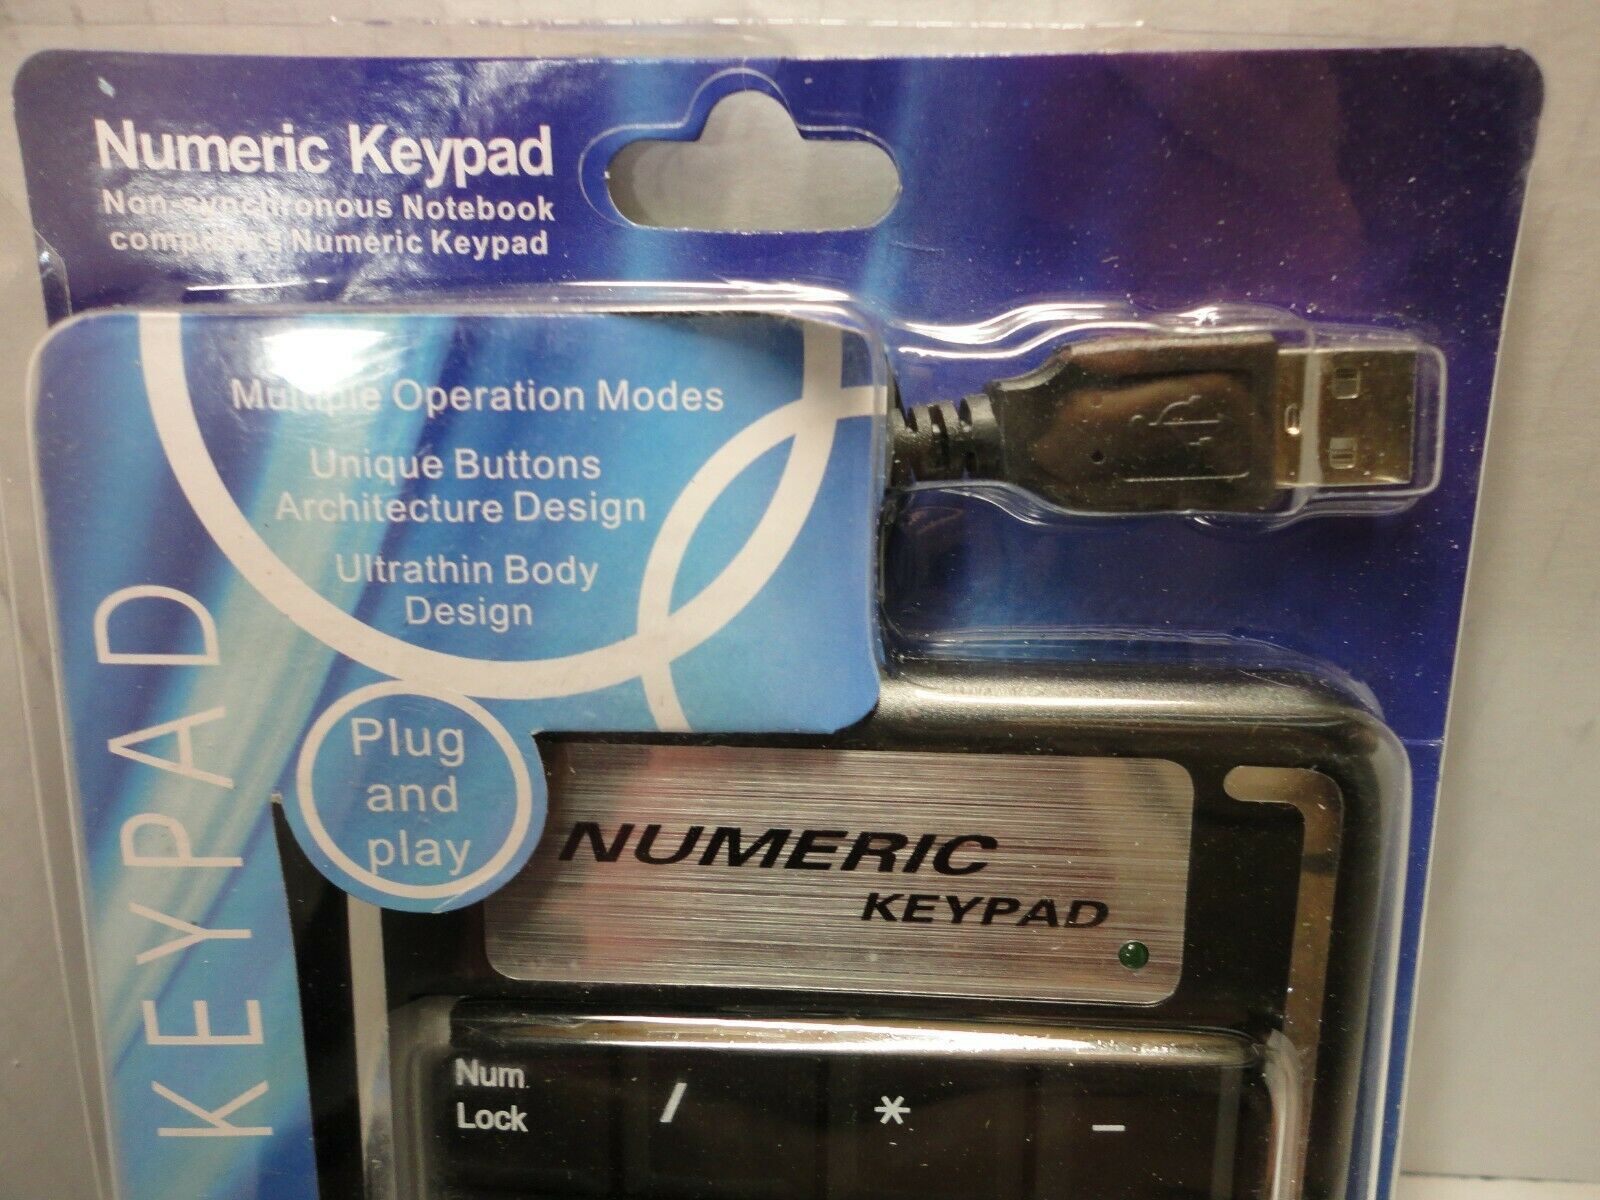 Numeric Keypad
Non-synchronous Notebook
computers Numeric Keypad
Multiple Operation Modes
Unique Buttons
Architecture Design
Ultrathin Body
Design
Plug
and
play
KEYPAD
NUMERIC
KEYPAD
Num
Lock
/
*
-